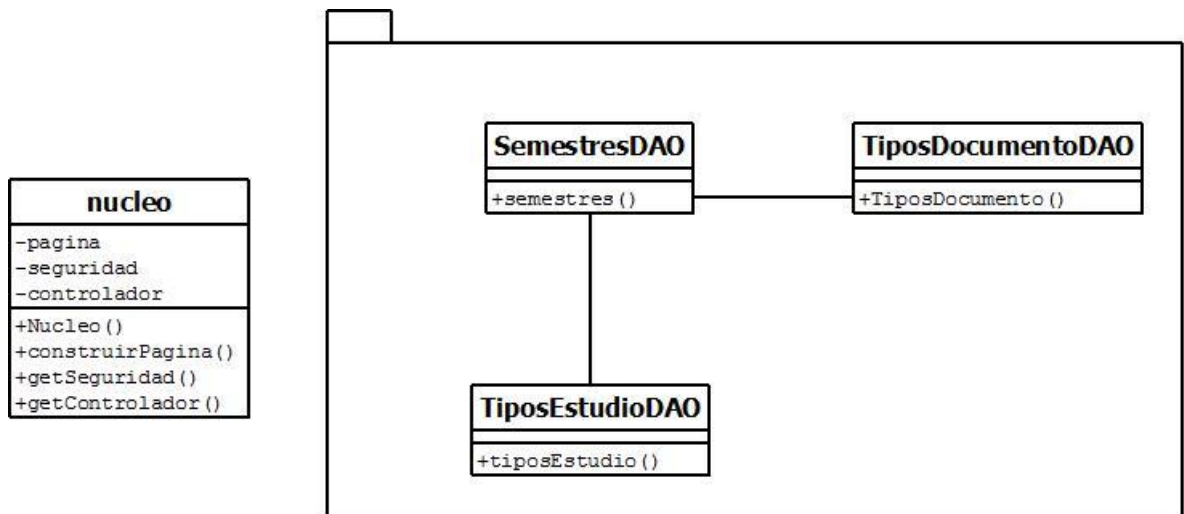 nucleo
-pagina
-seguridad
-controlador
+Nucleo()
+construirPagina()
+getSeguridad()
+getControlador()
SemestresDAO
+semestres()
TiposDocumentoDAO
+TiposDocumento()
TiposEstudioDAO
+tiposEstudio()